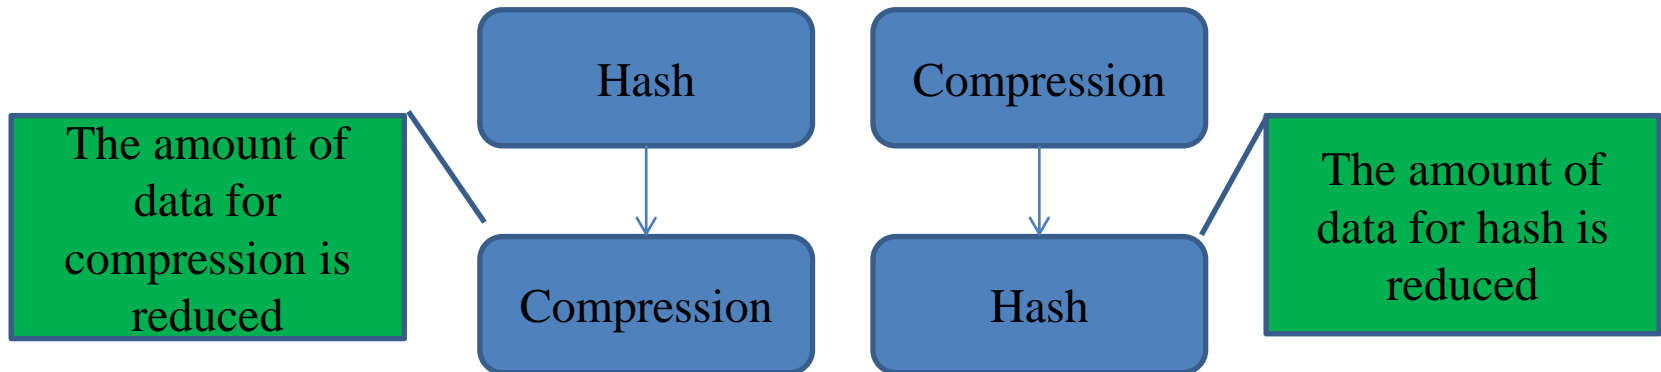 Hash
Compression
The amount of
data for
compression is
reduced
Compression
Hash
The amount of
data for hash is
reduced